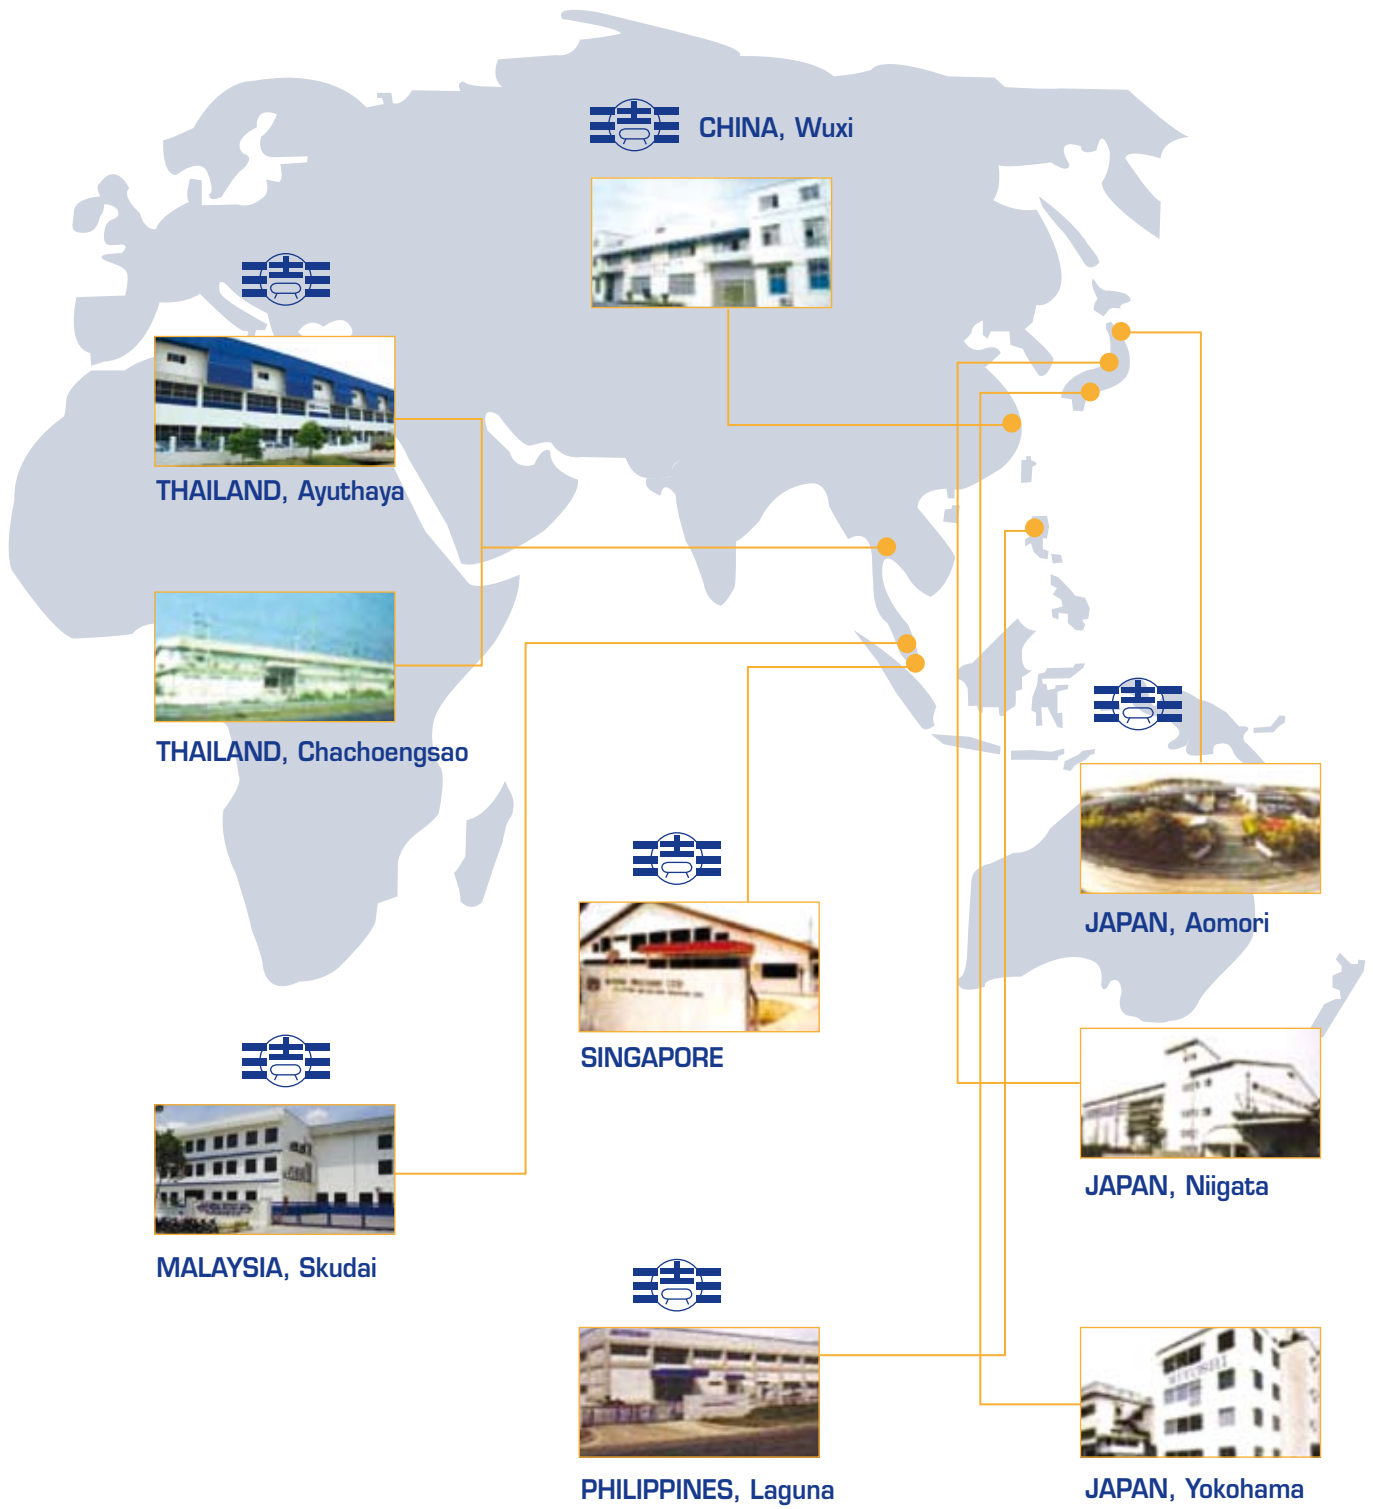 CHINA, Wuxi
THAILAND, Ayuthaya
THAILAND, Chachoengsao
JAPAN, Aomori
SINGAPORE
JAPAN, Niigata
MALAYSIA, Skudai
PHILIPPINES, Laguna
JAPAN, Yokohama